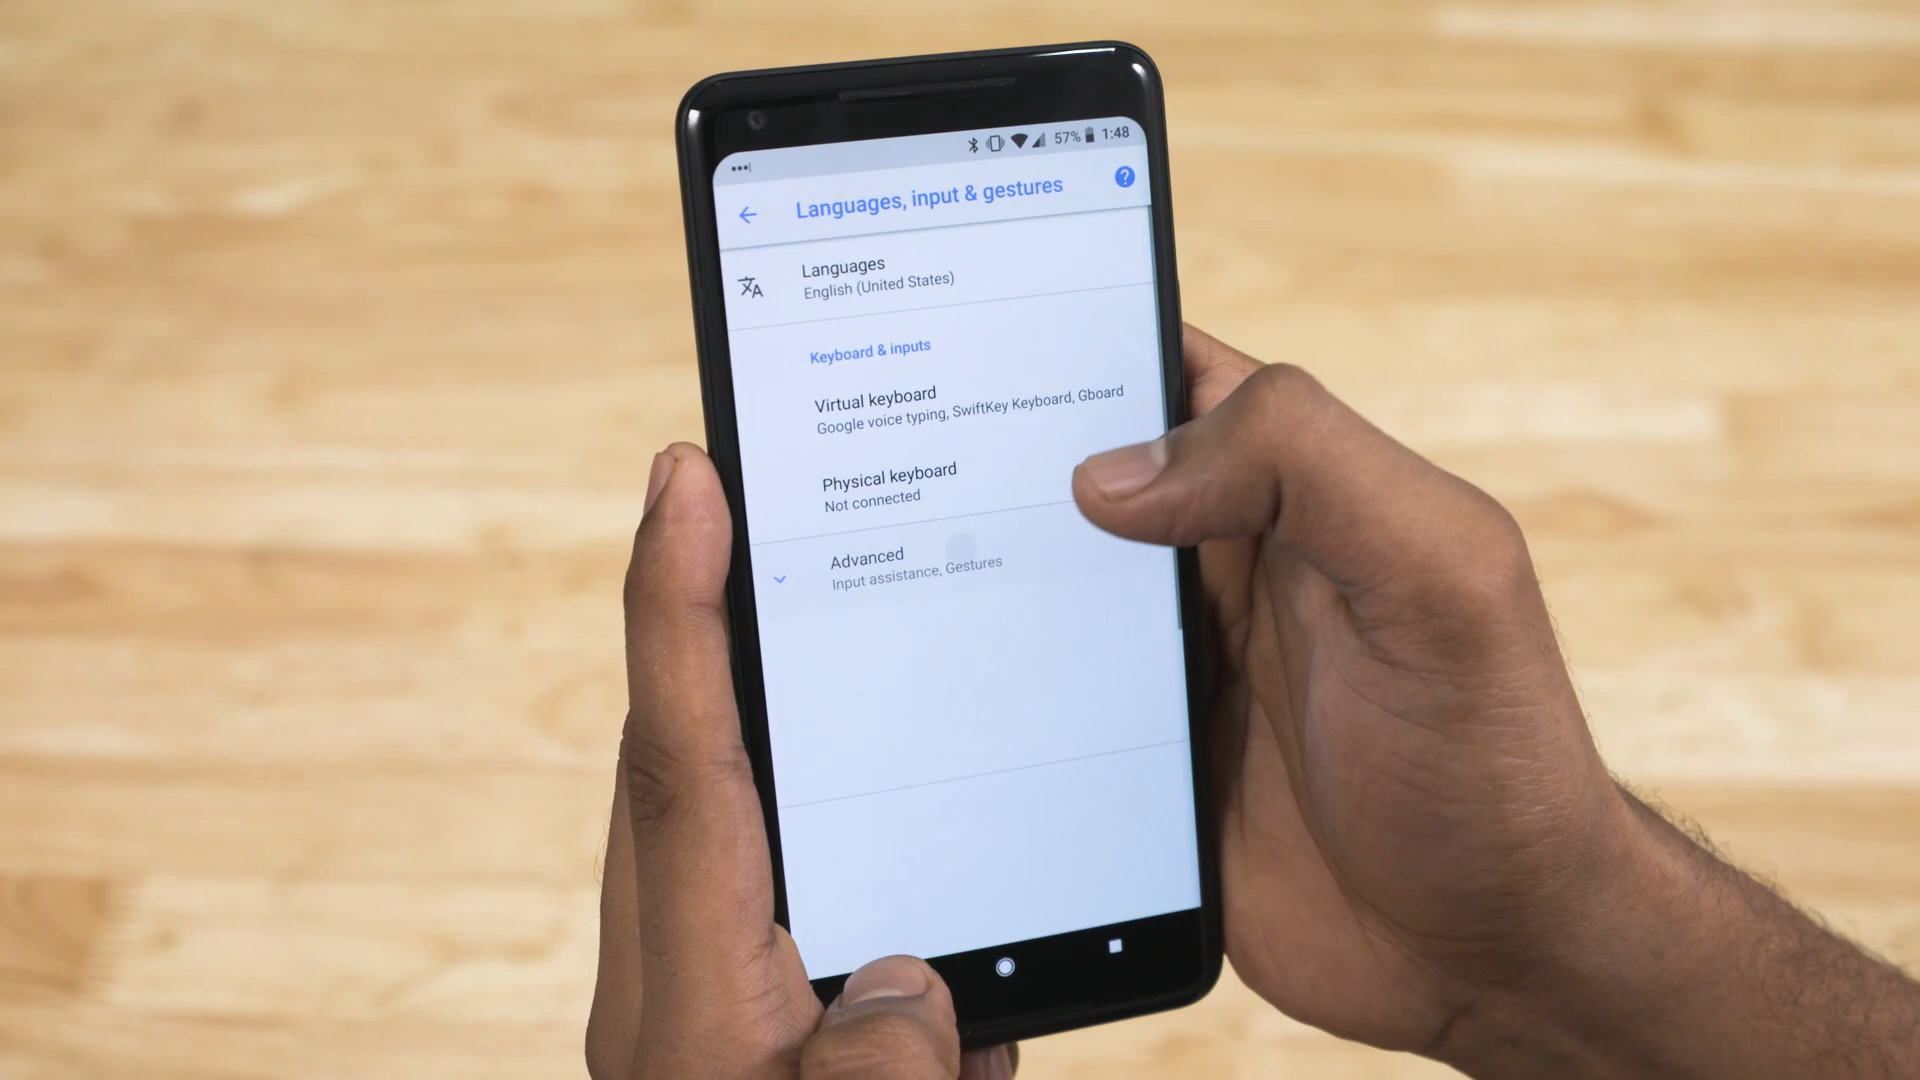 57% 1:48
Languages, input & gestures
?
Languages
English (United States)
Keyboard & inputs
Virtual keyboard
Google voice typing, SwiftKey Keyboard, Gboard
Physical keyboard
Not connected
Advanced
Input assistance, Gestures